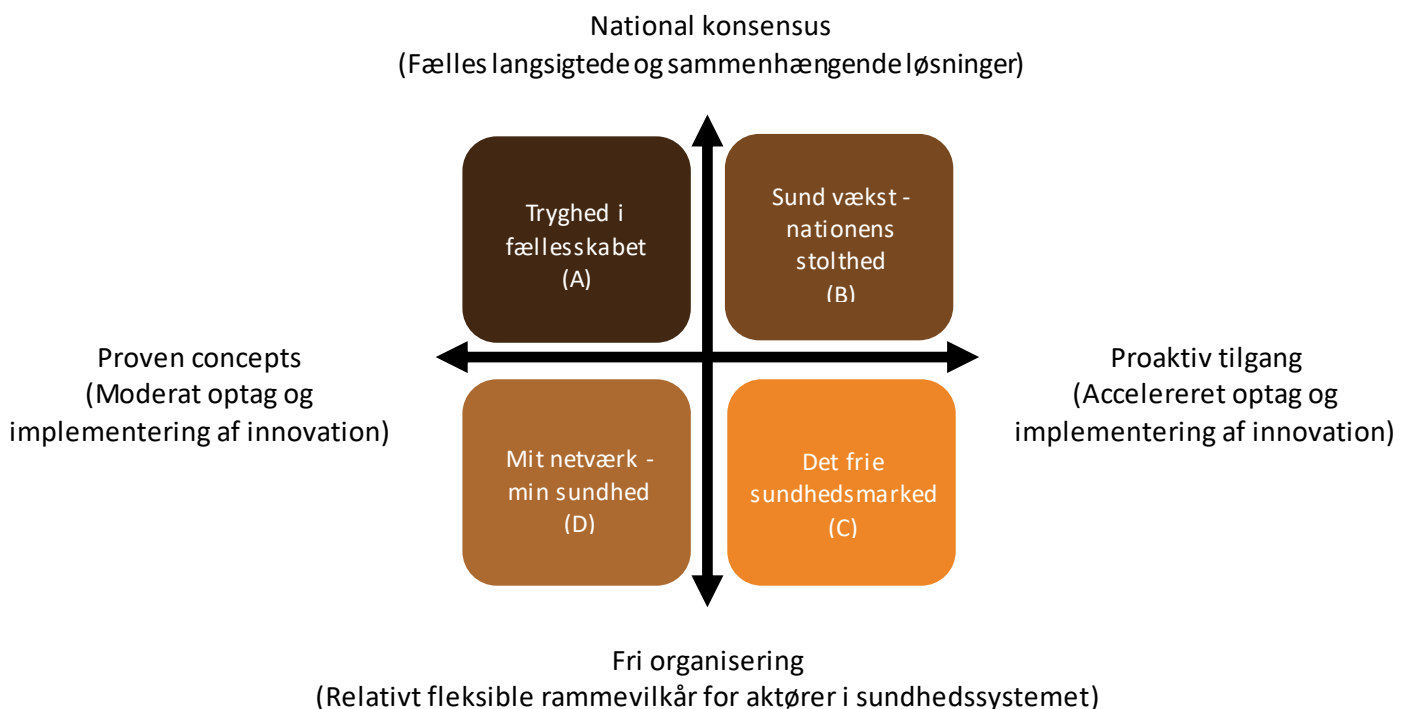 National konsensus
(Fælles langsigtede og sammenhængende løsninger)
Tryghed i
fællesskabet
(A)
Sund vækst -
nationens
stolthed
(B)
Proven concepts
(Moderat optag og
implementering af innovation)
Proaktiv tilgang
(Accelereret optag og
implementering af innovation)
Mit netværk -
min sundhed
(D)
Det frie
sundhedsmarked
(C)
Fri organisering
(Relativt fleksible rammevilkår for aktører i sundhedssystemet)